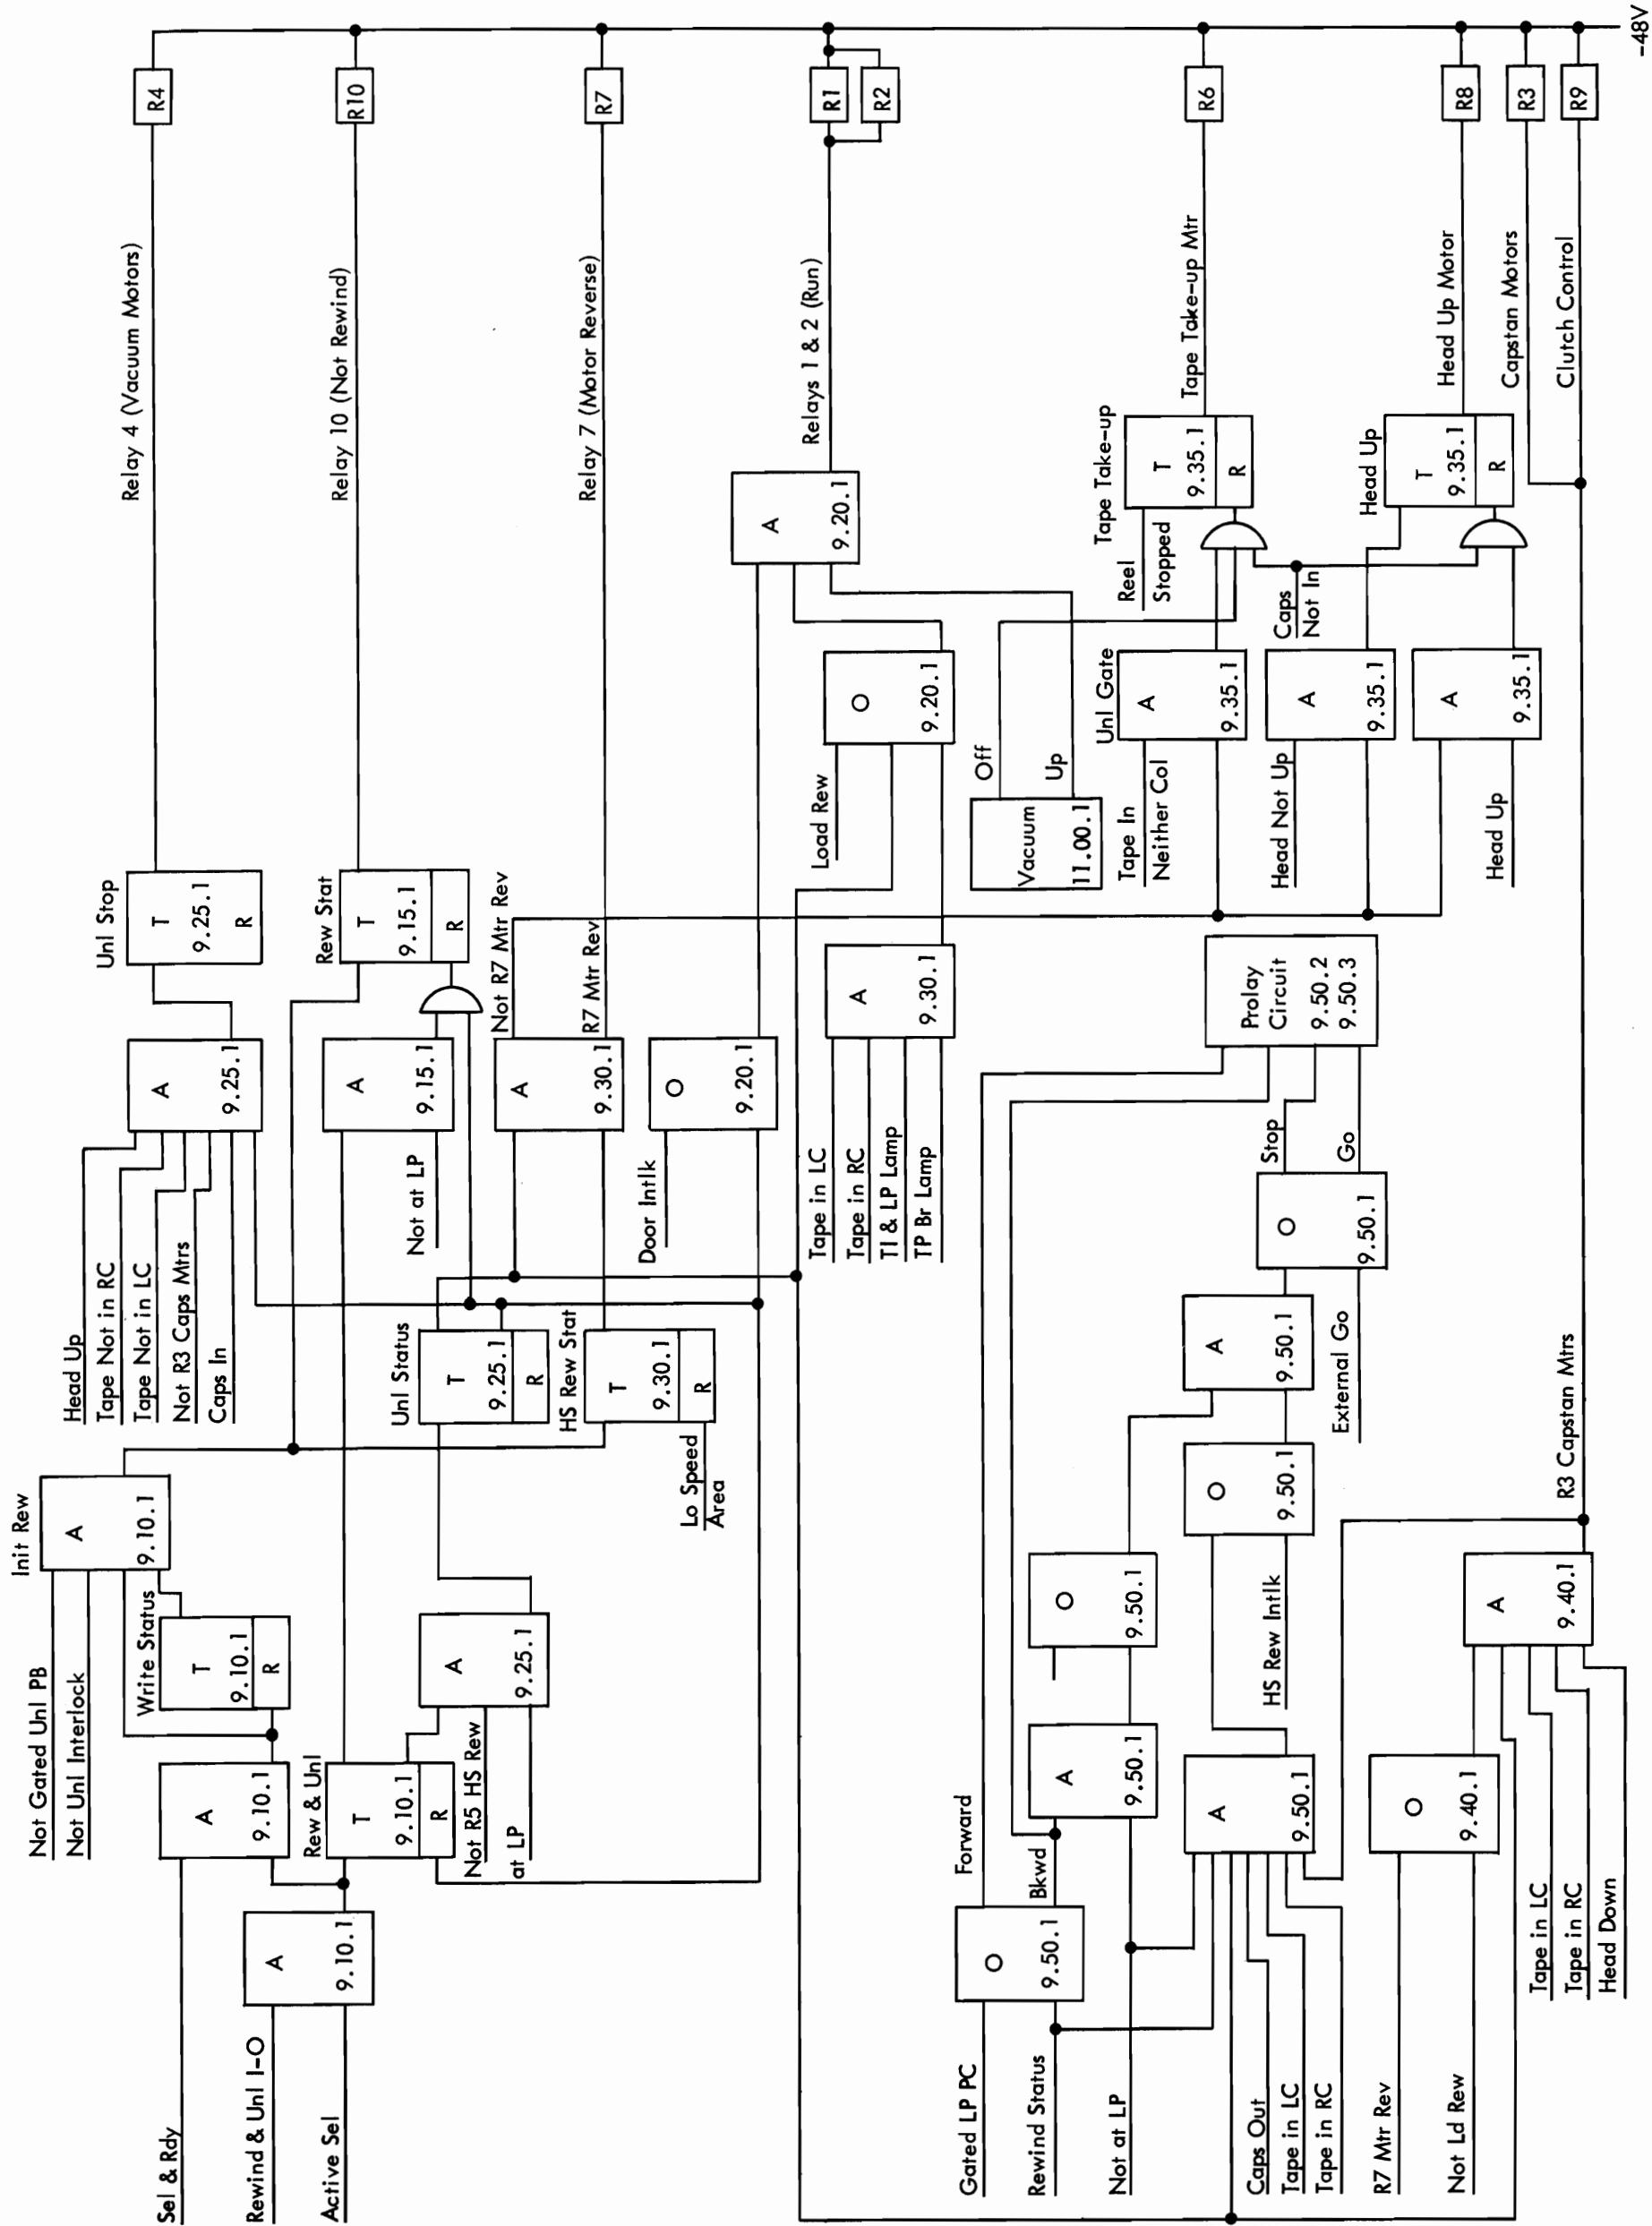 Not Gated Unl PB
Not Unl Interlock
Init Rew
A
9.10.1
Write Status
T
9.10.1
R
Sel & Rdy
A
9.10.1
Rewind & Unl I-O
Active Sel
A
9.10.1
Rew & Unl
T
9.10.1
R
Not R5 HS Rew
at LP
A
9.25.1
Head Up
Tape Not in RC
Tape Not in LC
Not R3 Caps Mtrs
Caps In
A
9.25.1
Unl Stop
T
9.25.1
R
Relay 4 (Vacuum Motors)
R4
Not at LP
A
9.15.1
Rew Stat
T
9.15.1
R
Relay 10 (Not Rewind)
R10
Unl Status
T
9.25.1
R
Not R7 Mtr Rev
A
9.30.1
R7 Mtr Rev
Relay 7 (Motor Reverse)
R7
HS Rew Stat
T
9.30.1
R
Lo Speed
Area
Door Intlk
O
9.20.1
A
9.20.1
Relays 1 & 2 (Run)
R1
R2
Load Rew
O
9.20.1
Tape in LC
Tape in RC
TI & LP Lamp
TP Br Lamp
A
9.30.1
Off
Up
Vacuum
11.00.1
Tape In
Neither Col
Unl Gate
A
9.35.1
Reel
Stopped
Tape Take-up
T
9.35.1
R
Tape Take-up Mtr
R6
Caps
Not In
Head Not Up
A
9.35.1
Head Up
T
9.35.1
R
Head Up Motor
R8
Head Up
A
9.35.1
Capstan Motors
R3
Clutch Control
R9
-48V
Gated LP PC
Rewind Status
O
9.50.1
Forward
Bkwd
Not at LP
A
9.50.1
O
9.50.1
Caps Out
Tape in LC
Tape in RC
A
9.50.1
HS Rew Intlk
O
9.50.1
A
9.50.1
External Go
O
9.50.1
Stop
Go
Prolay
Circuit
9.50.2
9.50.3
R7 Mtr Rev
Not Ld Rew
O
9.40.1
Tape in LC
Tape in RC
Head Down
A
9.40.1
R3 Capstan Mtrs